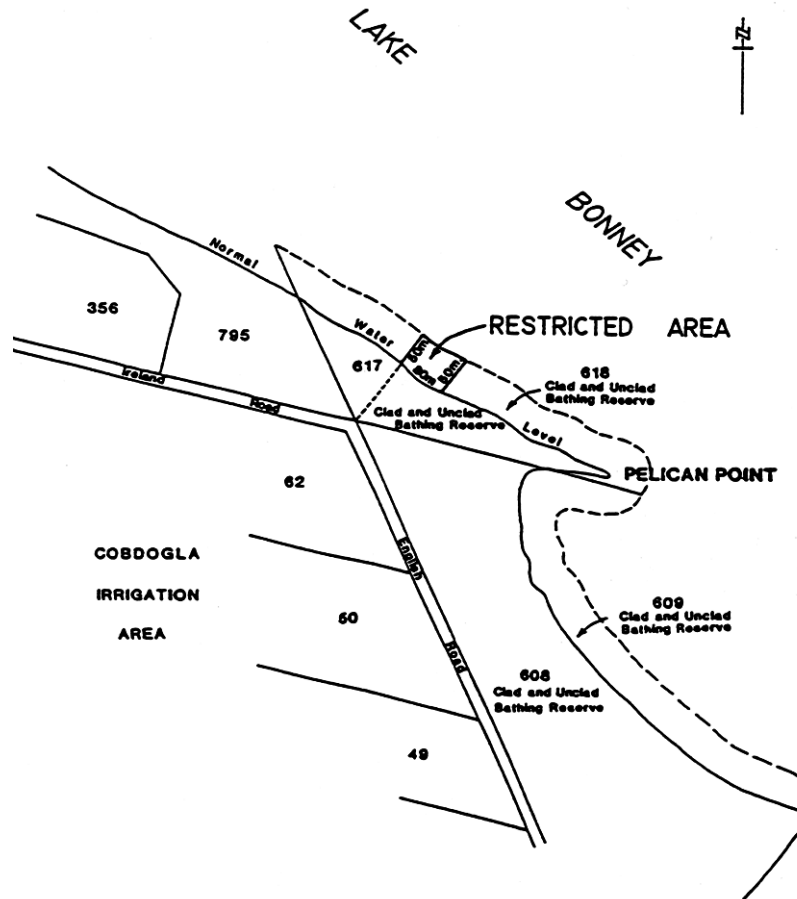 LAKE
N
BONNEY
Normal
Water
Level
356
795
RESTRICTED AREA
50m
80m
50m
617
618
Clad and Unclad
Bathing Reserve
Clad and Unclad
Bathing Reserve
Ireland
Road
PELICAN POINT
62
COBDOGLA
IRRIGATION
AREA
English
Road
50
609
Clad and Unclad
Bathing Reserve
608
Clad and Unclad
Bathing Reserve
49